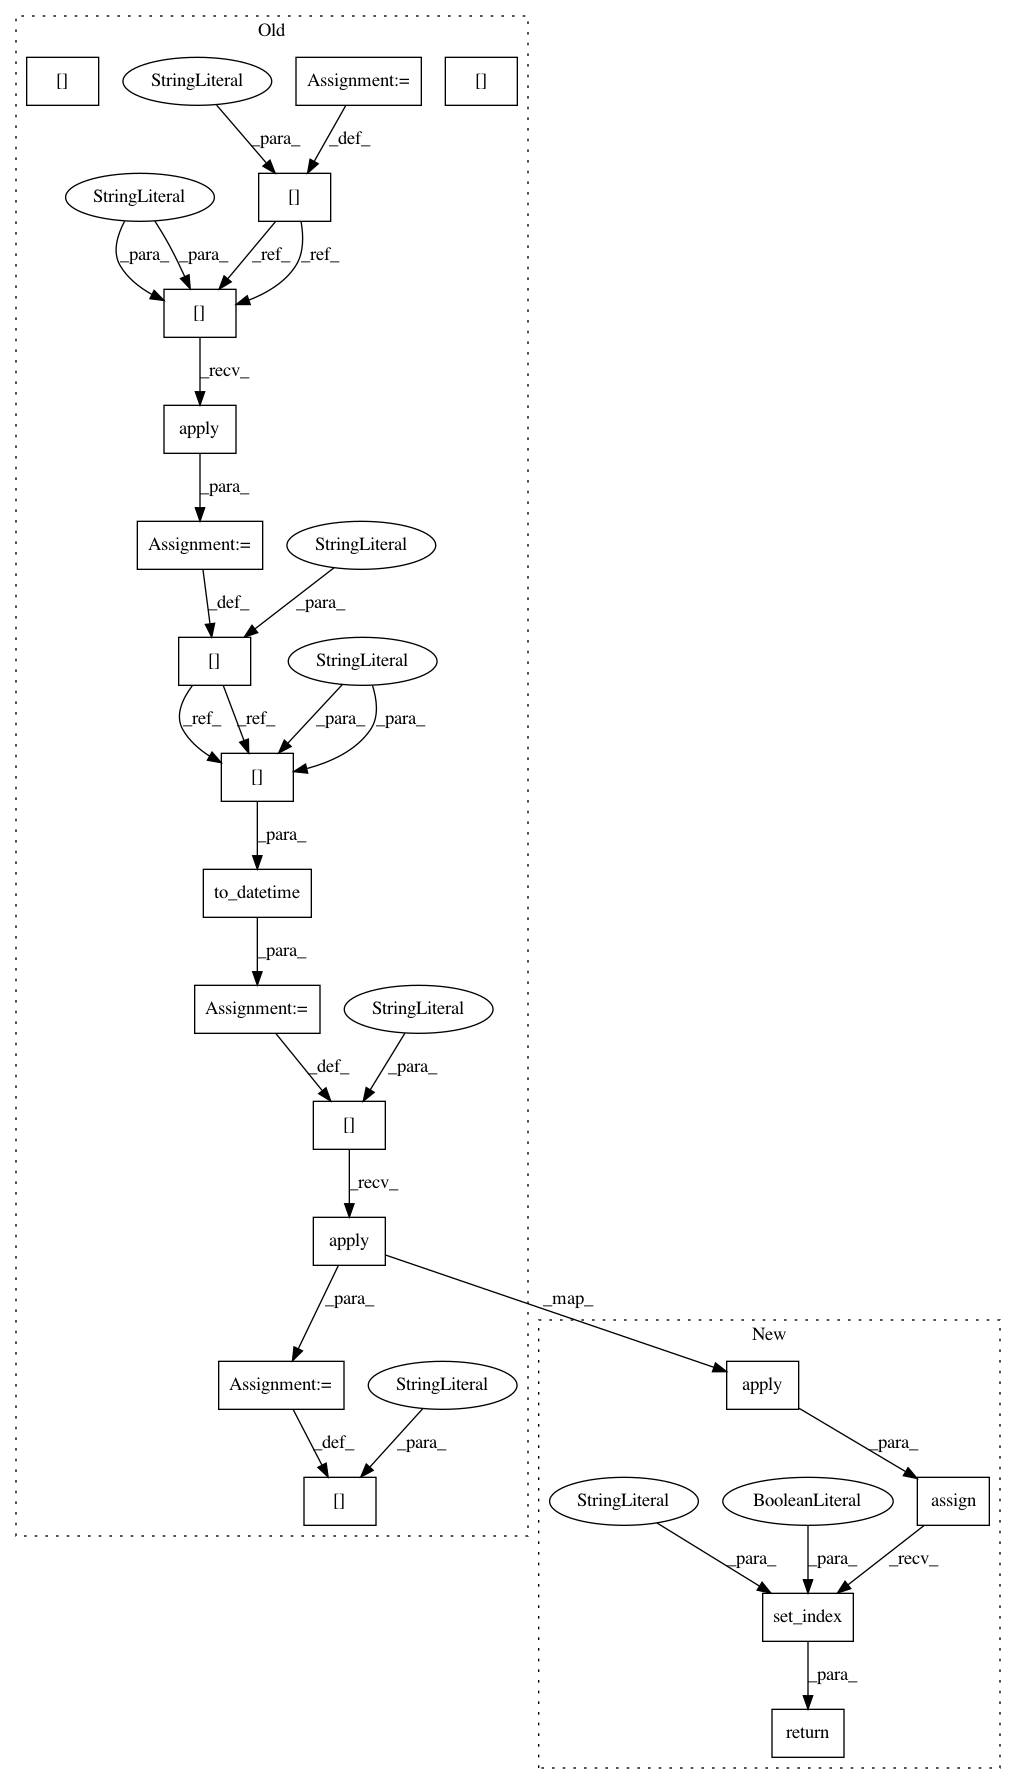 Old
[]
StringLiteral
Assignment:=
[]
_para_
_def_
StringLiteral
[]
_para_
_para_
_ref_
_ref_
[]
_recv_
apply
_para_
Assignment:=
StringLiteral
_def_
_para_
[]
StringLiteral
_ref_
_ref_
_para_
_para_
[]
_para_
to_datetime
_para_
Assignment:=
StringLiteral
_def_
_para_
[]
_recv_
apply
_para_
_map_
New
Assignment:=
StringLiteral
apply
_def_
_para_
_para_
[]
StringLiteral
BooleanLiteral
assign
_para_
_para_
_recv_
set_index
_para_
return